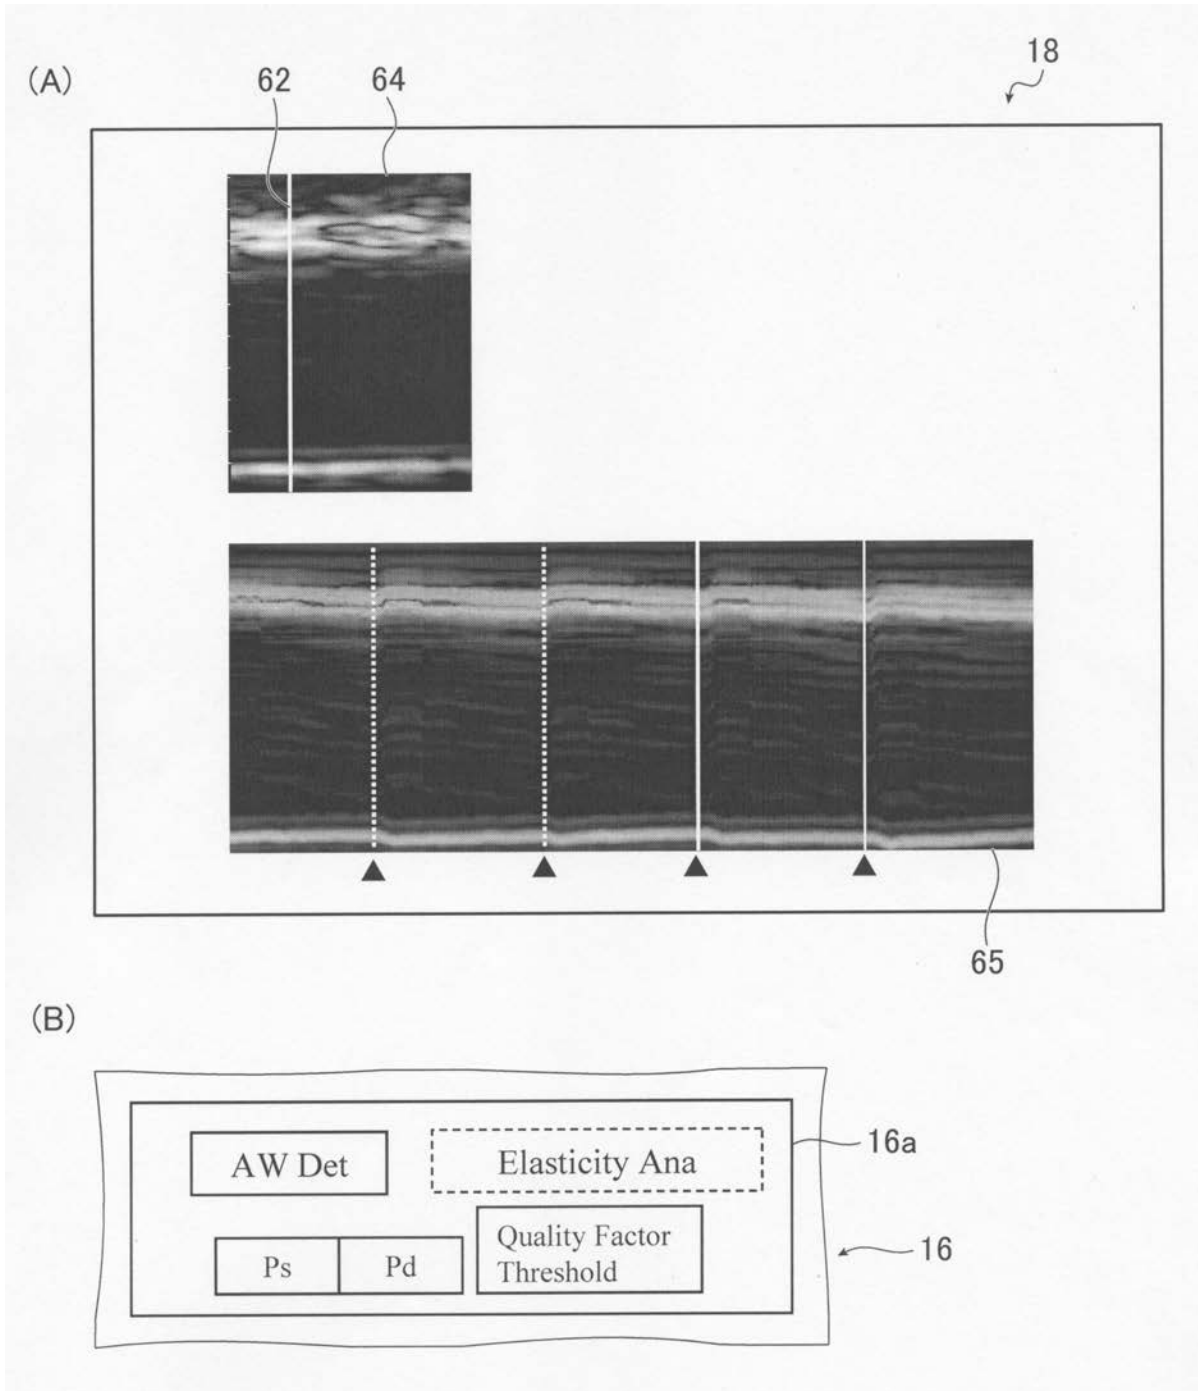 (A)
18
62
64
65
(B)
AW Det
Elasticity Ana
16a
Ps
Pd
Quality Factor
Threshold
16